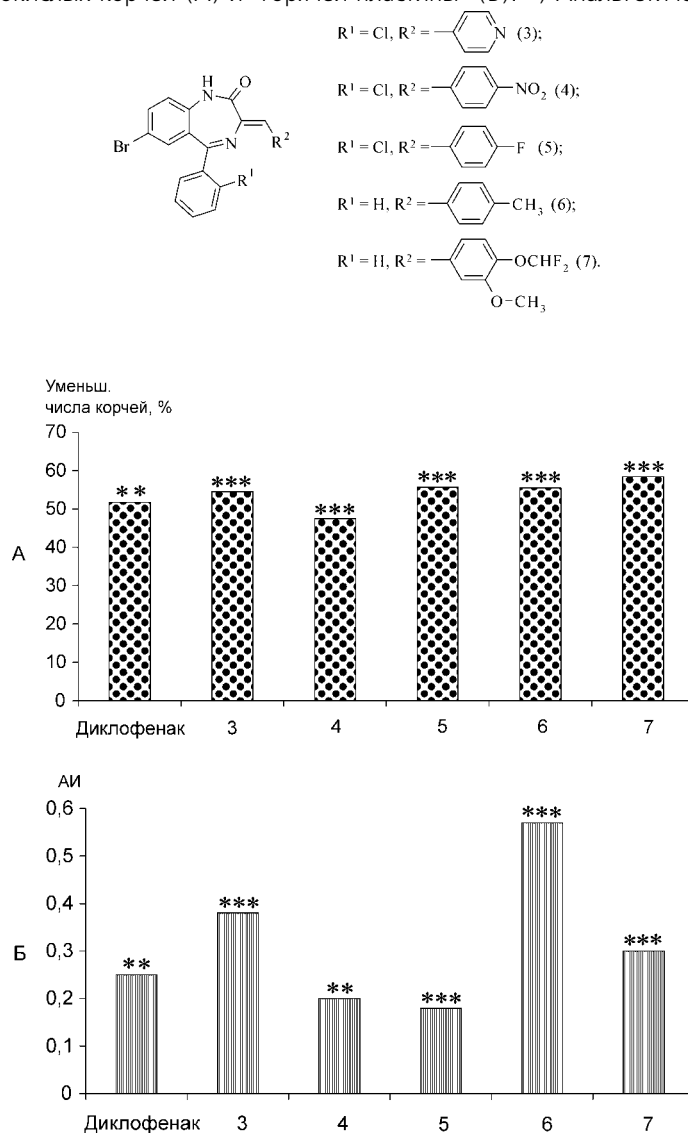 R¹ = Cl, R² = N (3);
R¹ = Cl, R² = NO₂ (4);
R¹ = Cl, R² = F (5);
R¹ = H, R² = CH₃ (6);
R¹ = H, R² = OCHF₂ (7).
O–CH₃
H
N
O
Br
N
R²
R¹
Уменьш.
числа корчей, %
70
60
50
40
30
20
10
0
А
** *** *** *** *** ***
Диклофенак 3 4 5 6 7
АИ
0,6
0,5
0,4
0,3
0,2
0,1
0
Б
** *** ** *** *** ***
Диклофенак 3 4 5 6 7